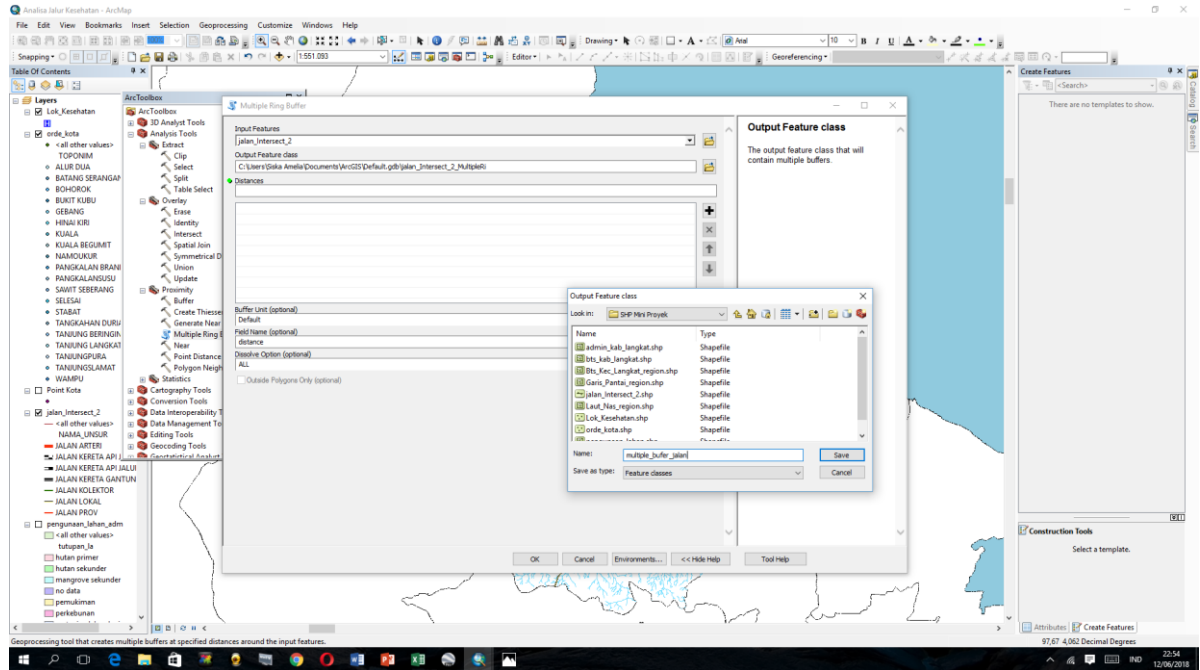 Analisa Jalur Kesehatan - ArcMap
File Edit View Bookmarks Insert Selection Geoprocessing Customize Windows Help
Drawing Arial 10 B I U A
Snapping 1:551.093 Editor Georeferencing
Table Of Contents
Layers
Lok_Kesehatan
orde_kota
<all other values>
TOPONIM
ALUR DUA
BATANG SERANGAN
BOHOROK
BUKIT KUBU
GEBANG
HINAI KIRI
KUALA
KUALA BEGUMIT
NAMOUKUR
PANGKALAN BRANI
PANGKALANSUSU
SAWIT SEBERANG
SELESAI
STABAT
TANGKAHAN DURIA
TANJUNG BERINGIN
TANJUNG LANGKAT
TANJUNGPURA
TANJUNGSLAMAT
WAMPU
Point Kota
jalan_Intersect_2
<all other values>
NAMA_UNSUR
JALAN ARTERI
JALAN KERETA API J
JALAN KERETA API JALUI
JALAN KERETA GANTUN
JALAN KOLEKTOR
JALAN LOKAL
JALAN PROV
pengunaan_lahan_adm
<all other values>
tutupan_la
hutan primer
hutan sekunder
mangrove sekunder
no data
pemukiman
perkebunan
ArcToolbox
ArcToolbox
3D Analyst Tools
Analysis Tools
Extract
Clip
Select
Split
Table Select
Overlay
Erase
Identity
Intersect
Spatial Join
Symmetrical D
Union
Update
Proximity
Buffer
Create Thiesse
Generate Near
Multiple Ring B
Near
Point Distance
Polygon Neigh
Statistics
Cartography Tools
Conversion Tools
Data Interoperability T
Data Management To
Editing Tools
Geocoding Tools
Geostatistical Analyst
Multiple Ring Buffer
Input Features
jalan_Intersect_2
Output Feature class
C:\Users\Siska Amelia\Documents\ArcGIS\Default.gdb\jalan_Intersect_2_MultipleRi
Distances
Buffer Unit (optional)
Default
Field Name (optional)
distance
Dissolve Option (optional)
ALL
Outside Polygons Only (optional)
OK Cancel Environments... << Hide Help Tool Help
Output Feature class
The output feature class that will
contain multiple buffers.
Output Feature class
Look in: SHP Mini Proyek
Name Type
admin_kab_langkat.shp Shapefile
bts_kab_langkat.shp Shapefile
Bts_Kec_Langkat_region.shp Shapefile
Garis_Pantai_region.shp Shapefile
jalan_Intersect_2.shp Shapefile
Laut_Nas_region.shp Shapefile
Lok_Kesehatan.shp Shapefile
orde_kota.shp Shapefile
Name: multiple_bufer_jalan Save
Save as type: Feature classes Cancel
Create Features
<Search>
There are no templates to show.
Construction Tools
Select a template.
Attributes Create Features
Catalog
Search
Geoprocessing tool that creates multiple buffers at specified distances around the input features.
97,67 4,062 Decimal Degrees
IND 22:54
12/06/2018